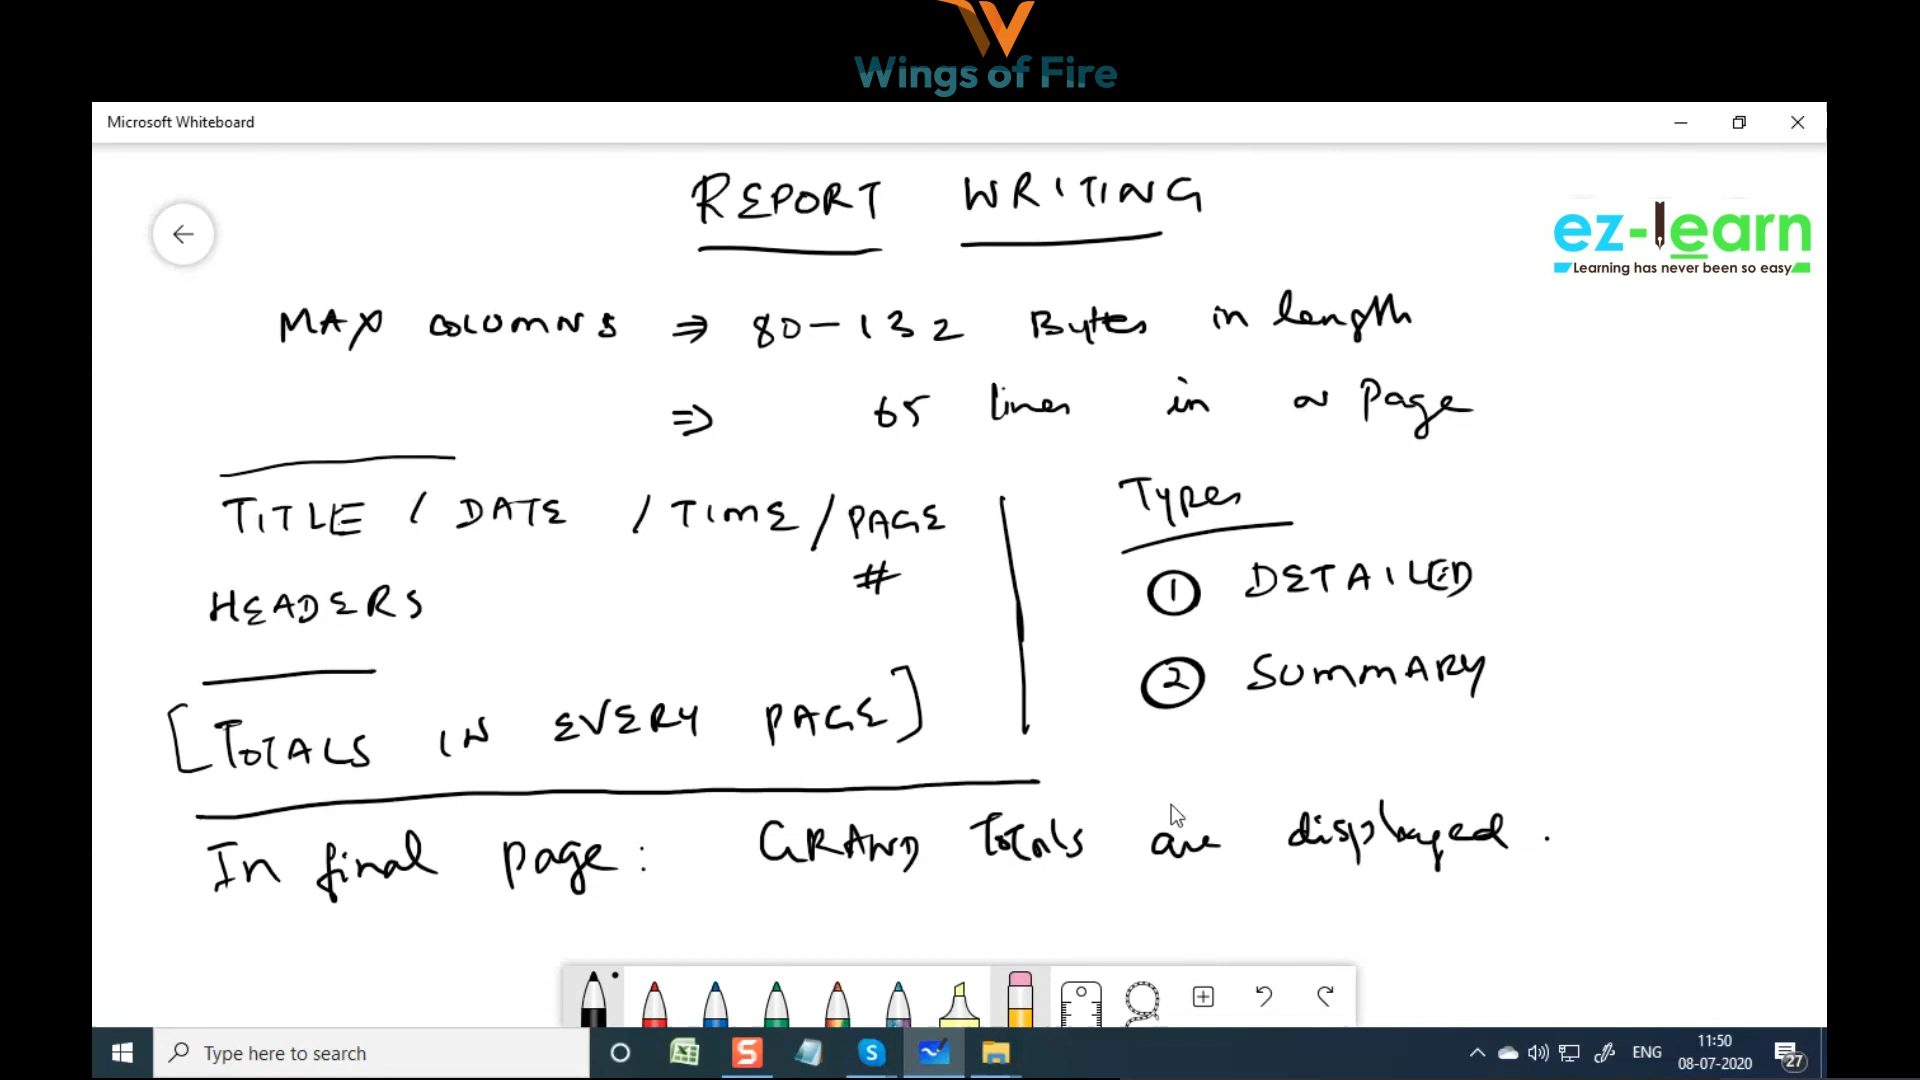 Wings of Fire
Microsoft Whiteboard
REPORT WRITING
ez-learn
Learning has never been so easy
MAX COLUMNS ⇒ 80-132 Bytes in length
⇒ 65 lines in a Page
TITLE / DATE / TIME / PAGE #
HEADERS
[TOTALS IN EVERY PAGE]
Types
① DETAILED
② SUMMARY
In final page: GRAND Totals are displayed.
Type here to search
ENG
11:50
08-07-2020
27